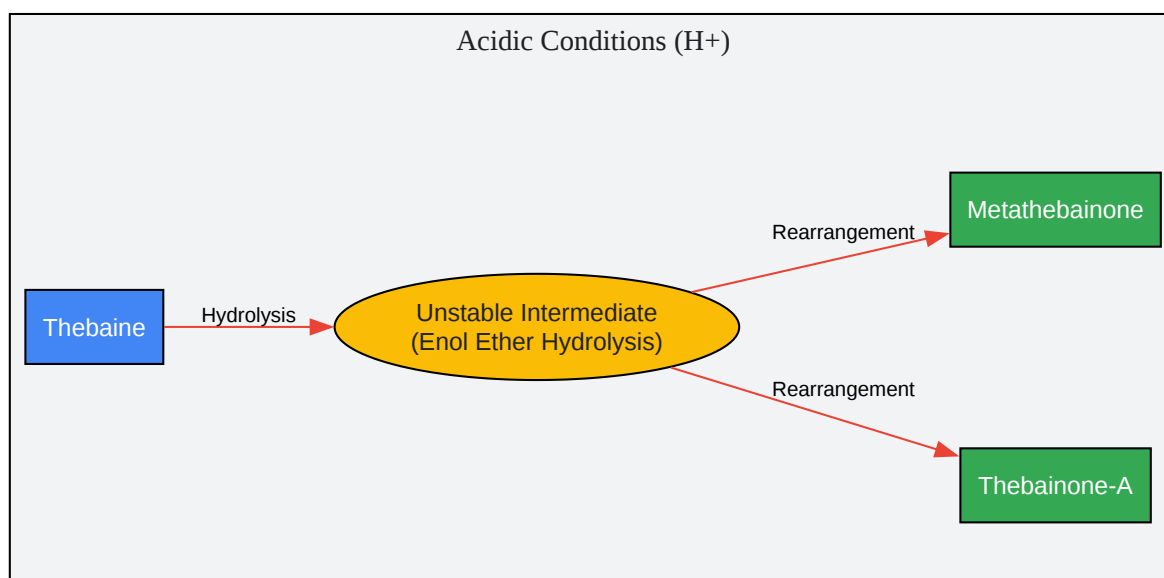 Acidic Conditions (H+)
Thebaine
Hydrolysis
Unstable Intermediate
(Enol Ether Hydrolysis)
Rearrangement
Metathebainone
Rearrangement
Thebainone-A